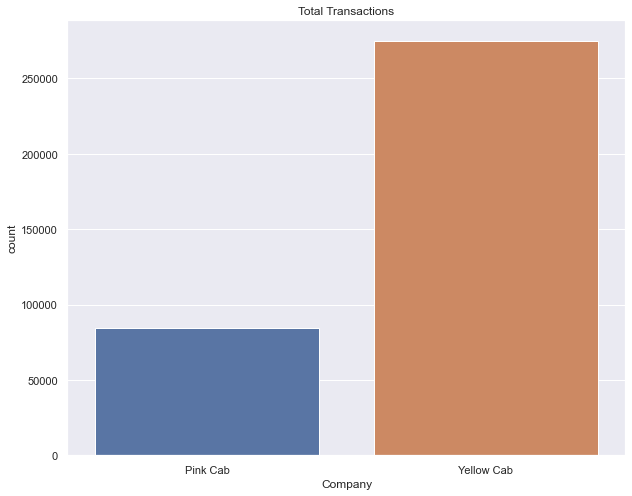 Total Transactions
250000
200000
150000
100000
50000
0
count
Pink Cab
Yellow Cab
Company